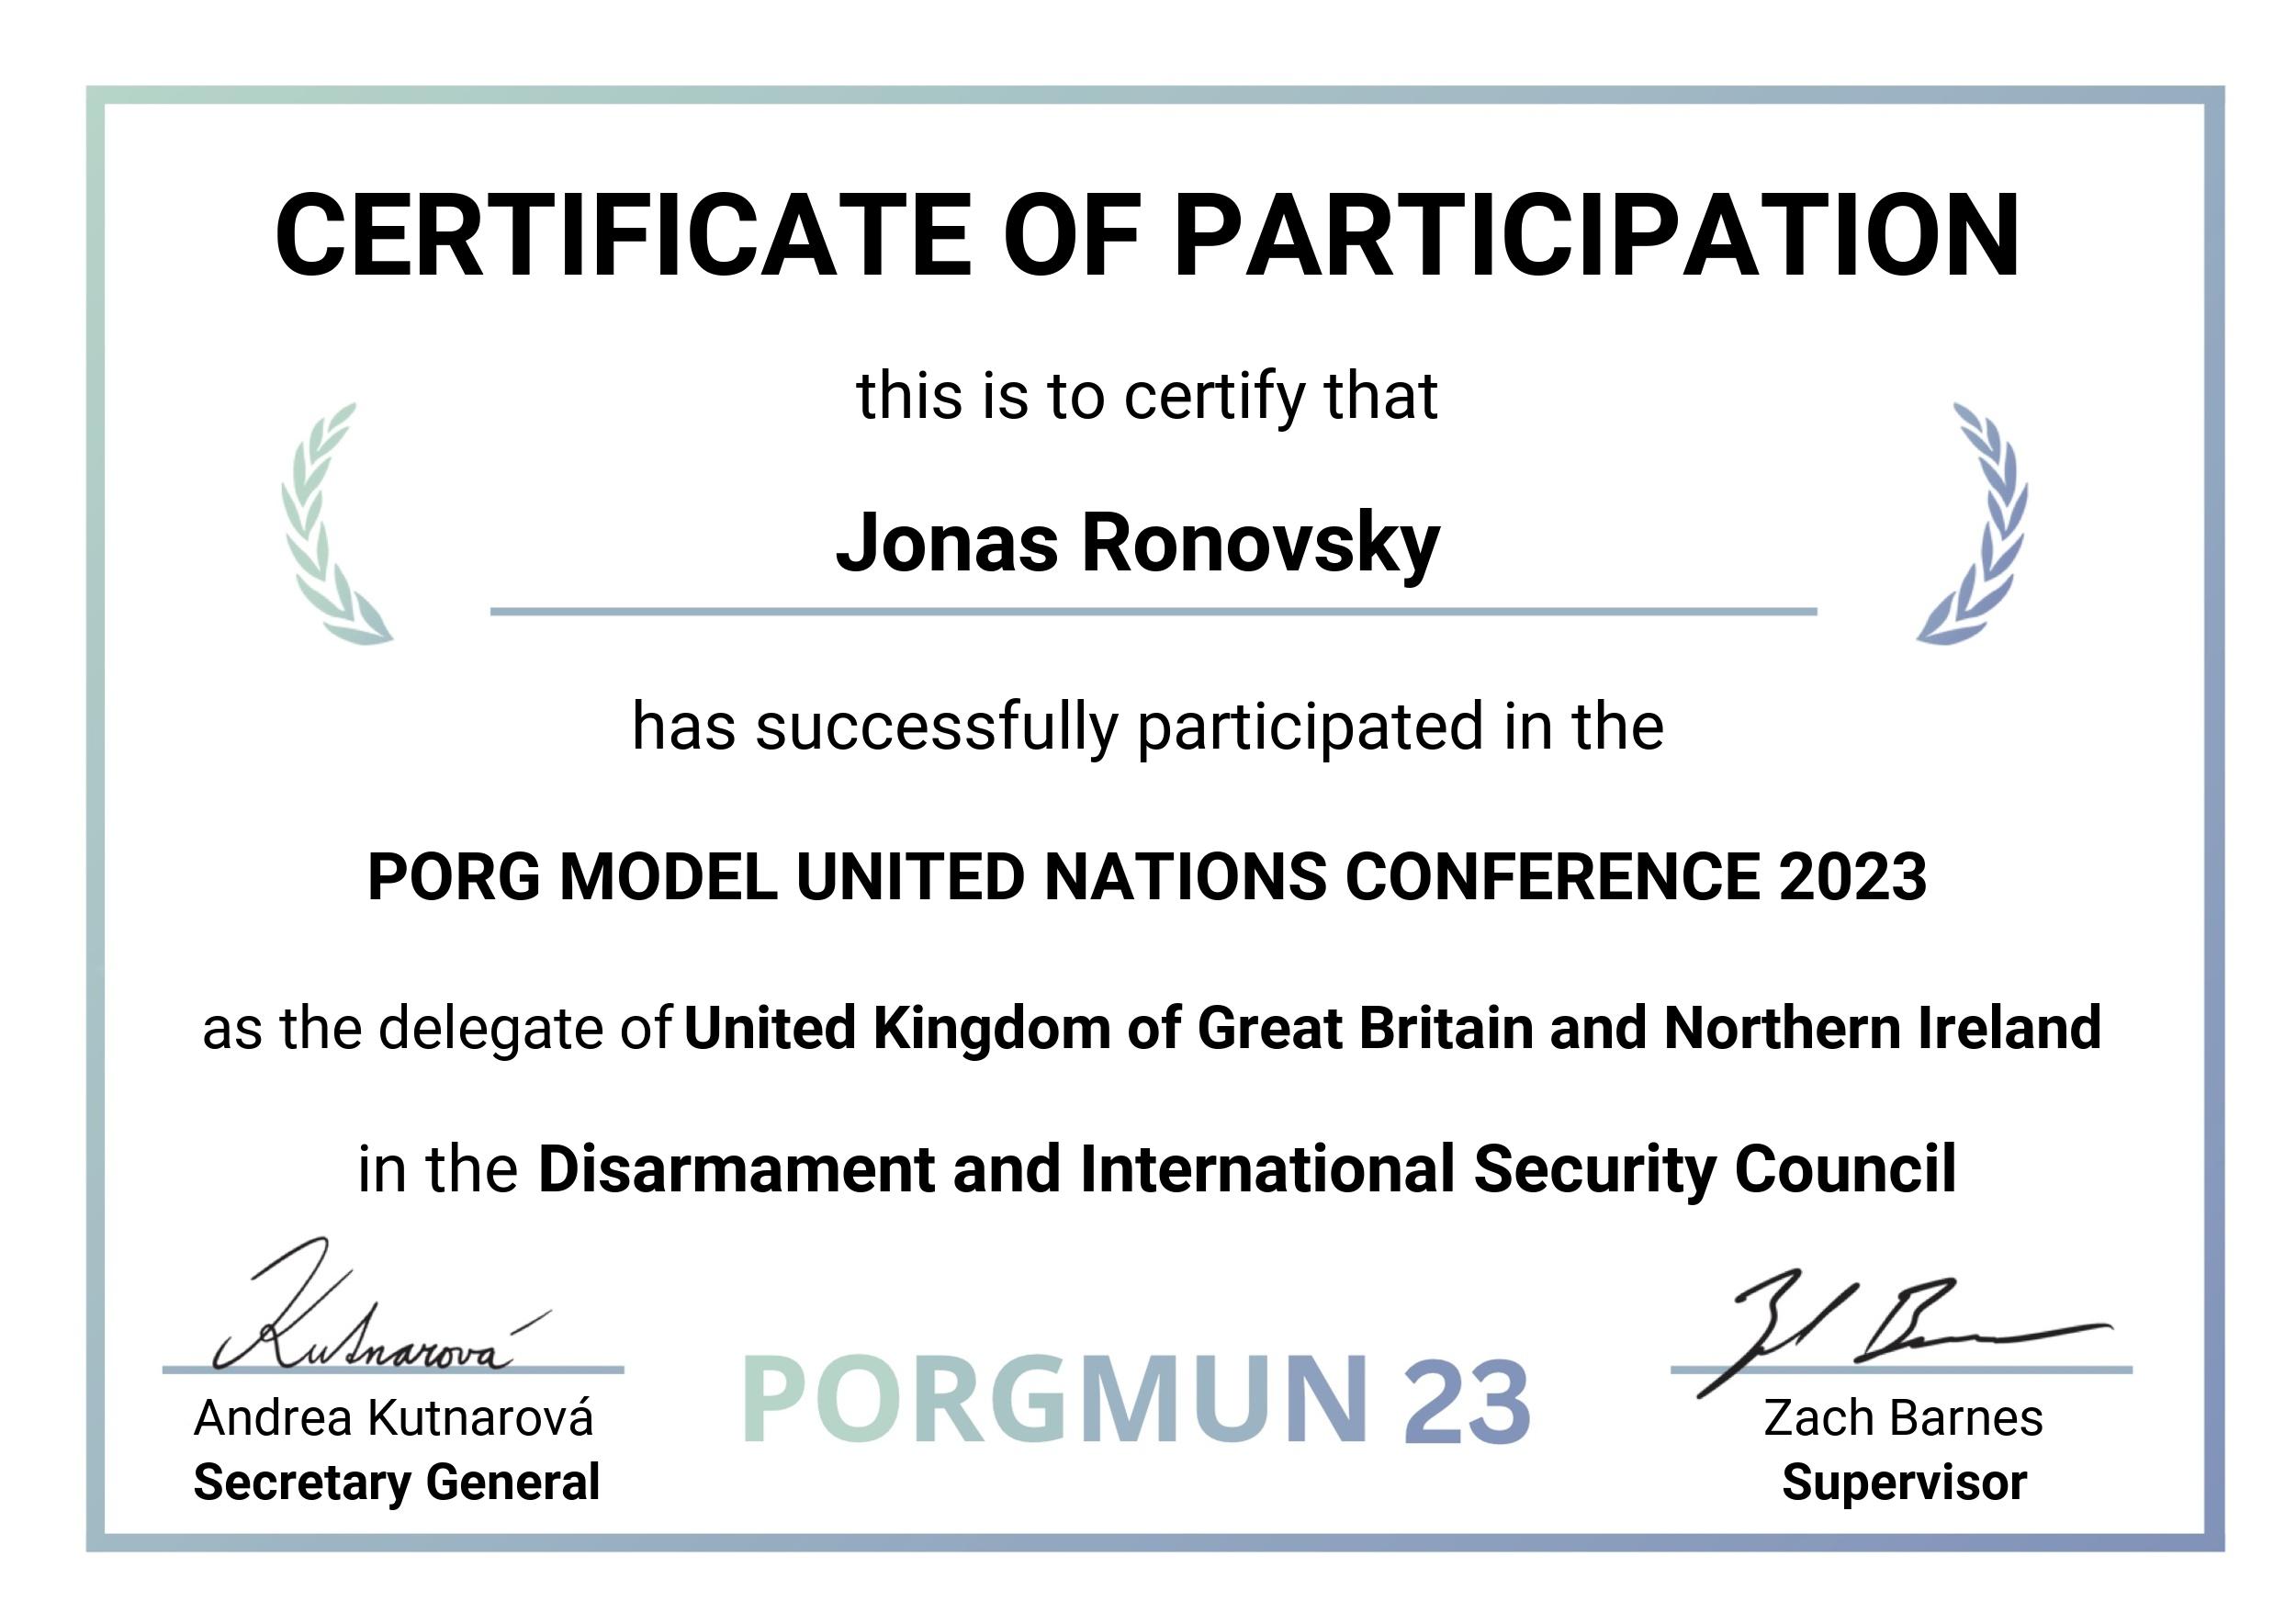 CERTIFICATE OF PARTICIPATION
this is to certify that
Jonas Ronovsky
has successfully participated in the
PORG MODEL UNITED NATIONS CONFERENCE 2023
as the delegate of United Kingdom of Great Britain and Northern Ireland
in the Disarmament and International Security Council
Kutnarová
Andrea Kutnarová
Secretary General
PORGMUN 23
Zach Barnes
Supervisor